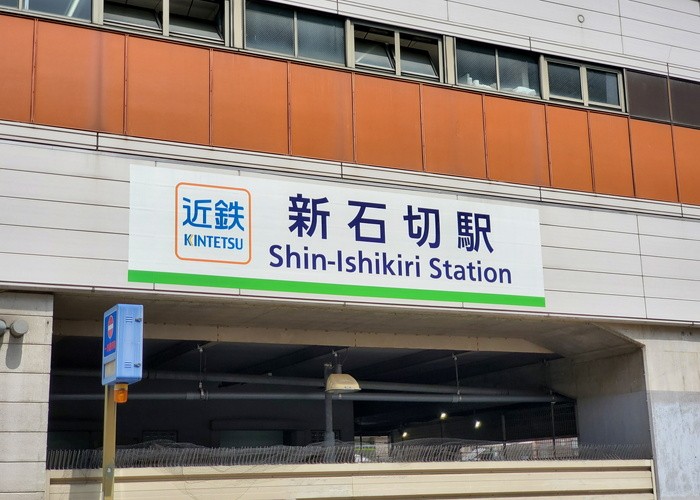 近鉄
KINTETSU
新石切駅
Shin-Ishikiri Station